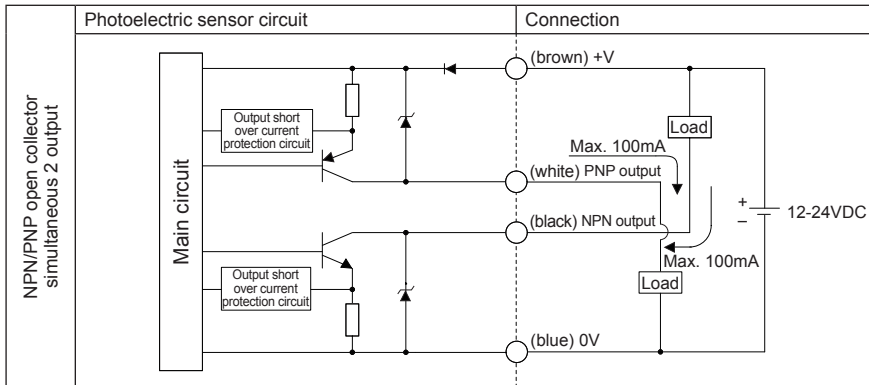 Photoelectric sensor circuit
Connection
NPN/PNP open collector
simultaneous 2 output
Main circuit
Output short
over current
protection circuit
Output short
over current
protection circuit
(brown) +V
Load
Max. 100mA
(white) PNP output
(black) NPN output
+
−
12-24VDC
Max. 100mA
Load
(blue) 0V